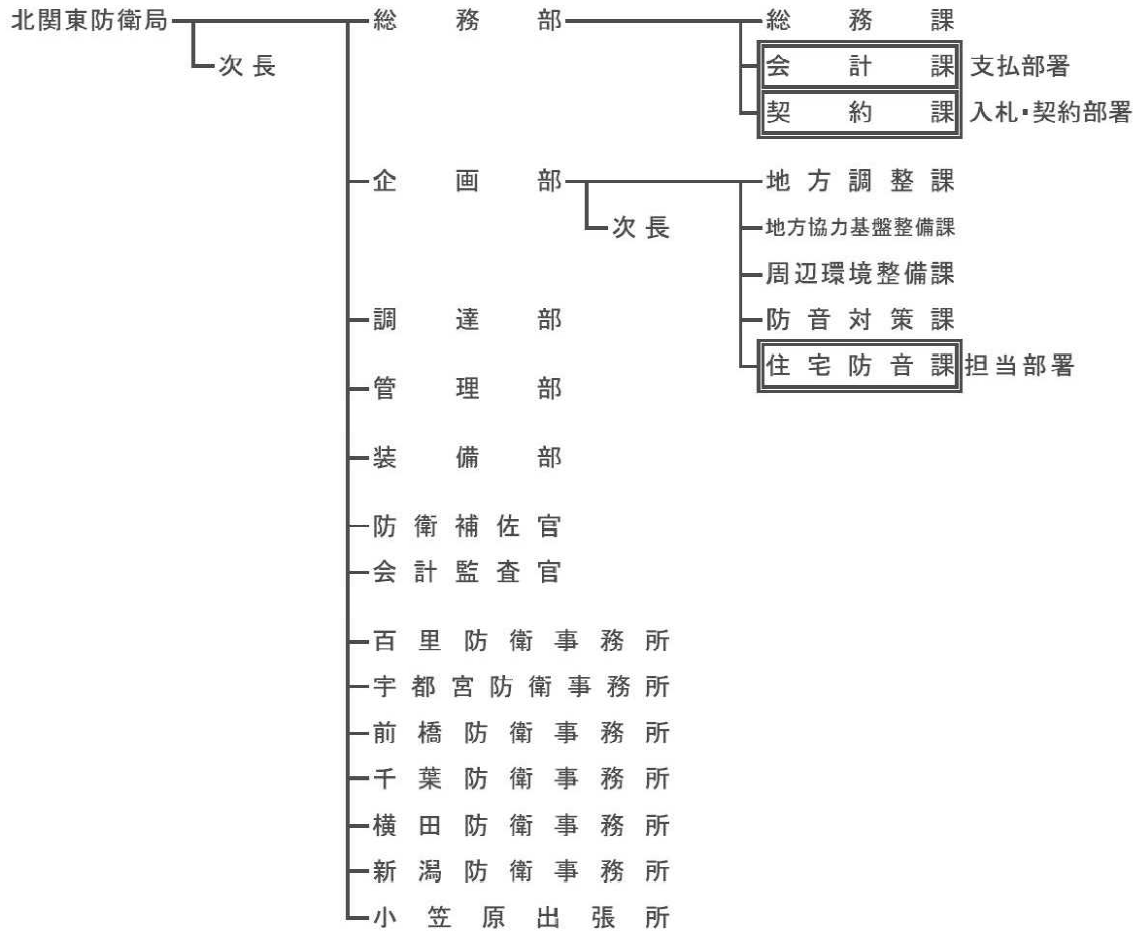 北関東防衛局 総務部 総務課
次長 会計課 支払部署
契約課 入札・契約部署
企画部 地方調整課
次長 地方協力基盤整備課
周辺環境整備課
調達部 防音対策課
住宅防音課 担当部署
管理部
装備部
防衛補佐官
会計監査官
百里防衛事務所
宇都宮防衛事務所
前橋防衛事務所
千葉防衛事務所
横田防衛事務所
新潟防衛事務所
小笠原出張所